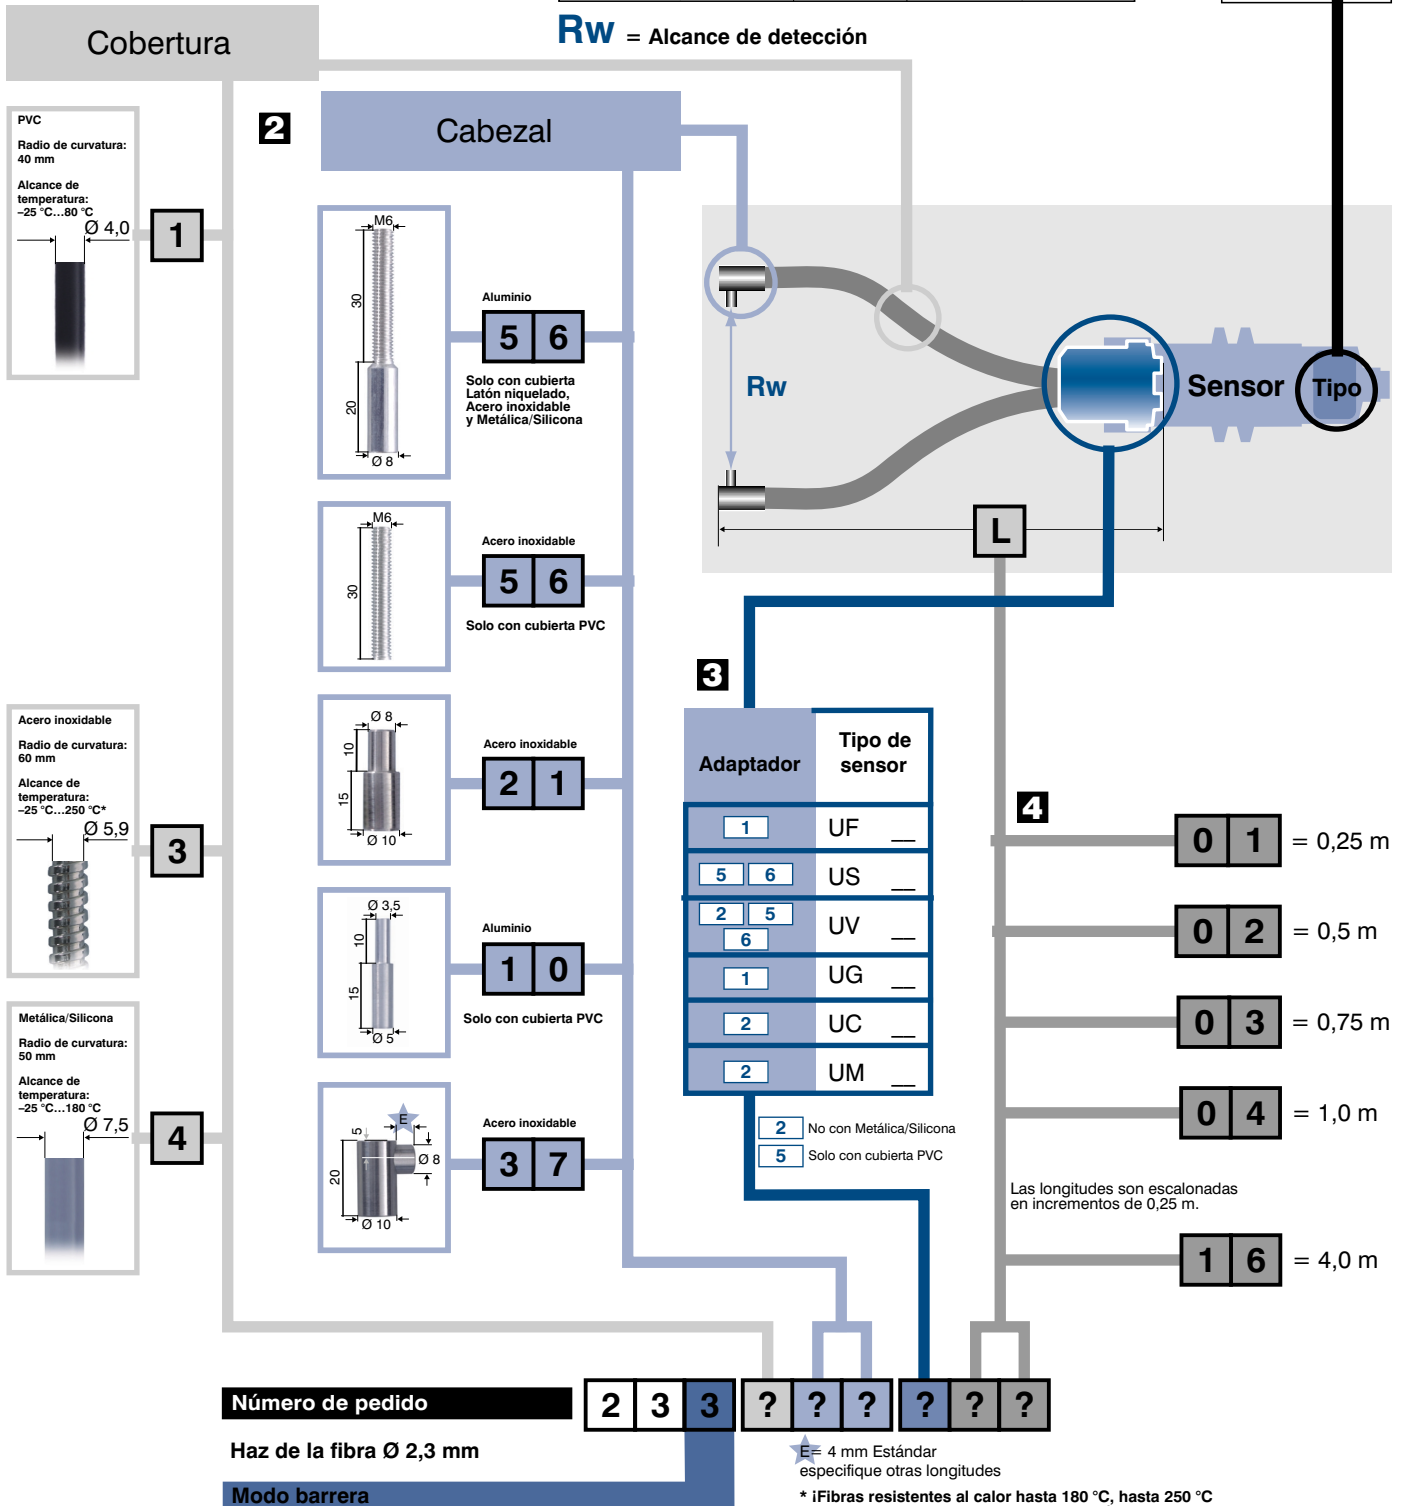 Cobertura
Rw = Alcance de detección
PVC
Radio de curvatura:
40 mm
Alcance de
temperatura:
–25 °C...80 °C
Ø 4,0
1
2
Cabezal
M6
30
20
Ø 8
Aluminio
5 6
Solo con cubierta
Latón niquelado,
Acero inoxidable
y Metálica/Silicona
M6
30
Acero inoxidable
5 6
Solo con cubierta PVC
Rw
Sensor
Tipo
L
Acero inoxidable
Radio de curvatura:
60 mm
Alcance de
temperatura:
–25 °C...250 °C*
Ø 5,9
3
Ø 8
10
15
Ø 10
Acero inoxidable
2 1
Ø 3,5
10
15
Ø 5
Aluminio
1 0
Solo con cubierta PVC
Metálica/Silicona
Radio de curvatura:
50 mm
Alcance de
temperatura:
–25 °C...180 °C
Ø 7,5
4
E
5
20
Ø 8
Ø 10
Acero inoxidable
3 7
3
Adaptador
Tipo de
sensor
1 UF __
5 6 US __
2 5 6 UV __
1 UG __
2 UC __
2 UM __
2 No con Metálica/Silicona
5 Solo con cubierta PVC
4
0 1 = 0,25 m
0 2 = 0,5 m
0 3 = 0,75 m
0 4 = 1,0 m
Las longitudes son escalonadas
en incrementos de 0,25 m.
1 6 = 4,0 m
Número de pedido
2 3 3 ? ? ? ? ? ?
Haz de la fibra Ø 2,3 mm
Modo barrera
E= 4 mm Estándar
especifique otras longitudes
* ¡Fibras resistentes al calor hasta 180 °C, hasta 250 °C